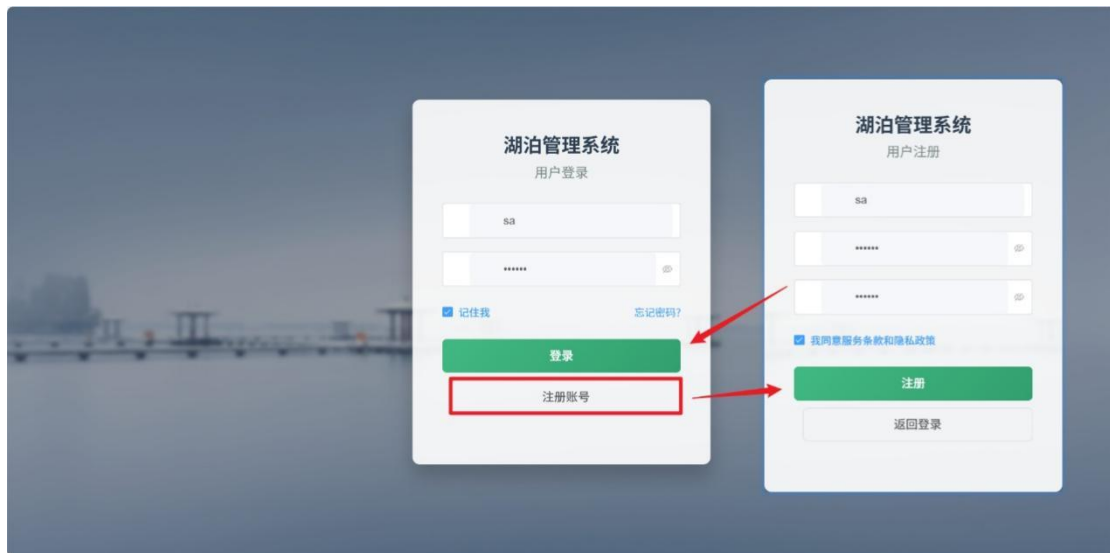 湖泊管理系统
用户登录
sa
••••••
记住我
忘记密码?
登录
注册账号
湖泊管理系统
用户注册
sa
••••••
••••••
我同意服务条款和隐私政策
注册
返回登录